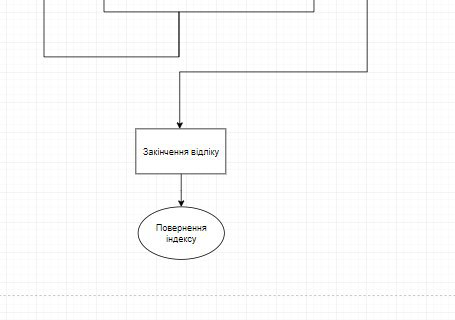 Закінчення відліку
Повернення
індексу